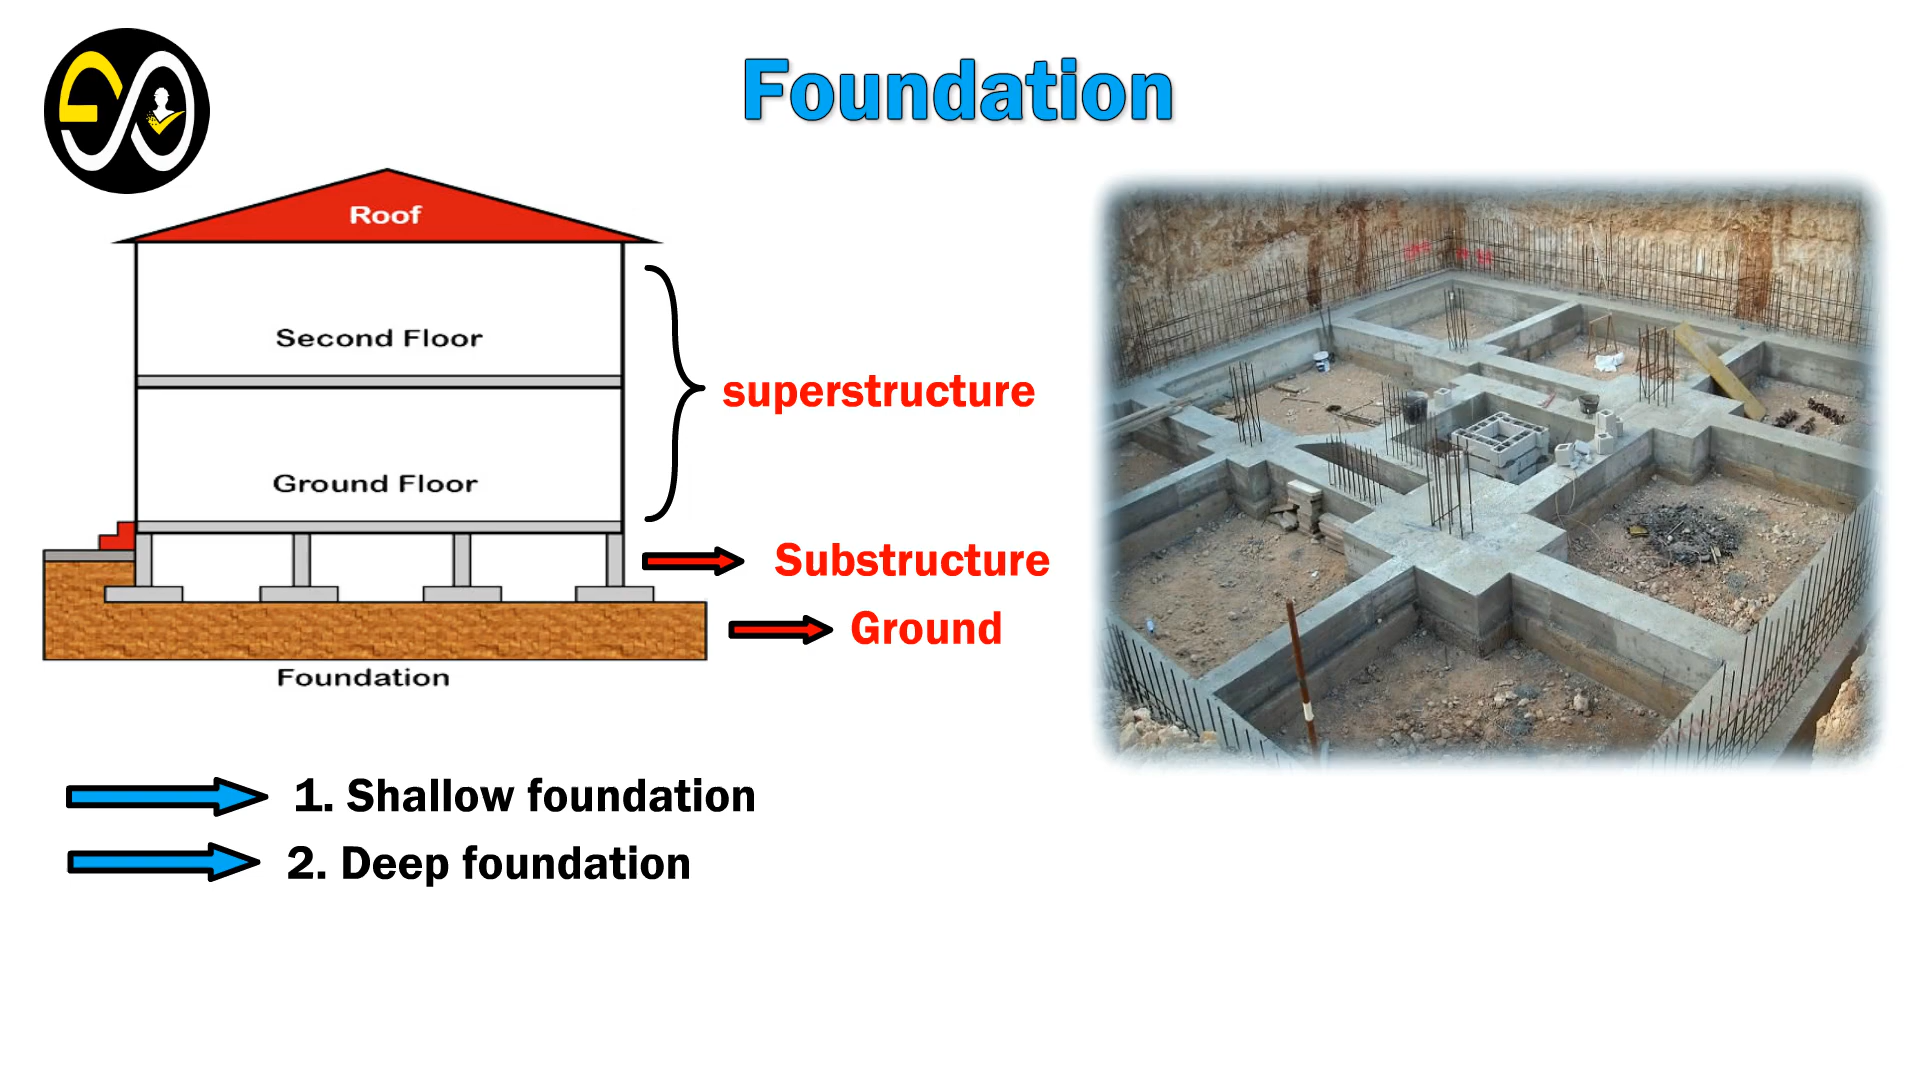 Foundation
Roof
Second Floor
superstructure
Ground Floor
Substructure
Ground
Foundation
1. Shallow foundation
2. Deep foundation